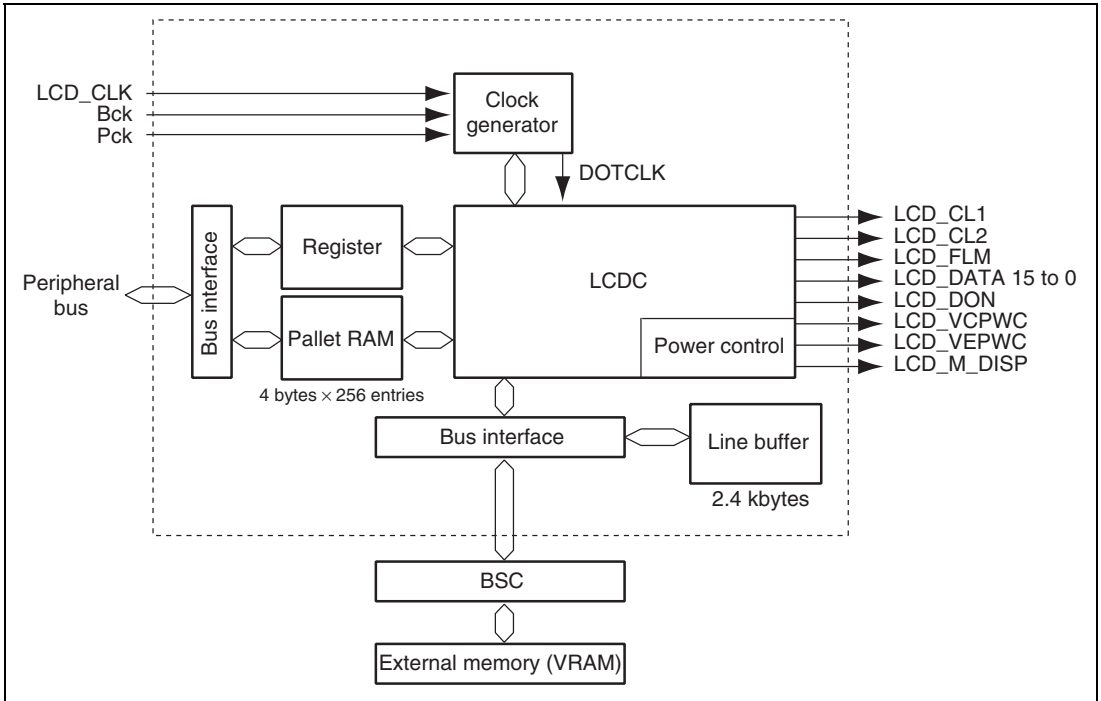 LCD_CLK
Bck
Pck
Clock
generator
DOTCLK
Peripheral
bus
Bus interface
Register
Pallet RAM
4 bytes × 256 entries
LCDC
Power control
LCD_CL1
LCD_CL2
LCD_FLM
LCD_DATA 15 to 0
LCD_DON
LCD_VCPWC
LCD_VEPWC
LCD_M_DISP
Bus interface
Line buffer
2.4 kbytes
BSC
External memory (VRAM)